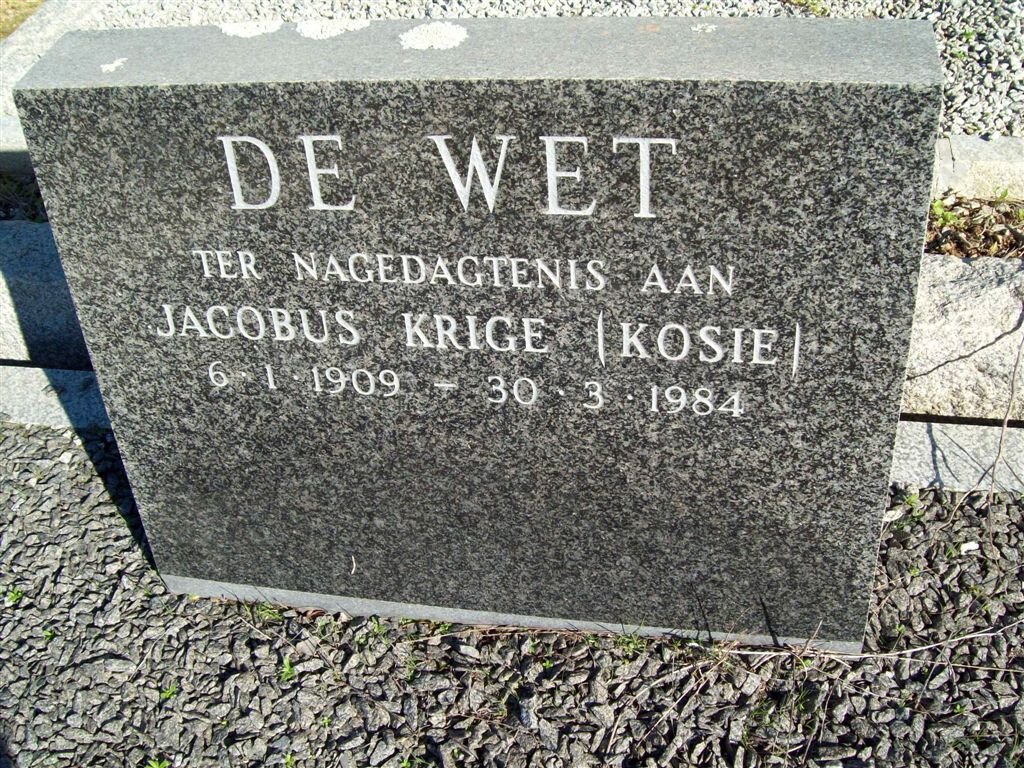 DE WET
TER NAGEDAGTENIS AAN
JACOBUS KRIGE (KOSIE)
6·1·1909 – 30·3·1984